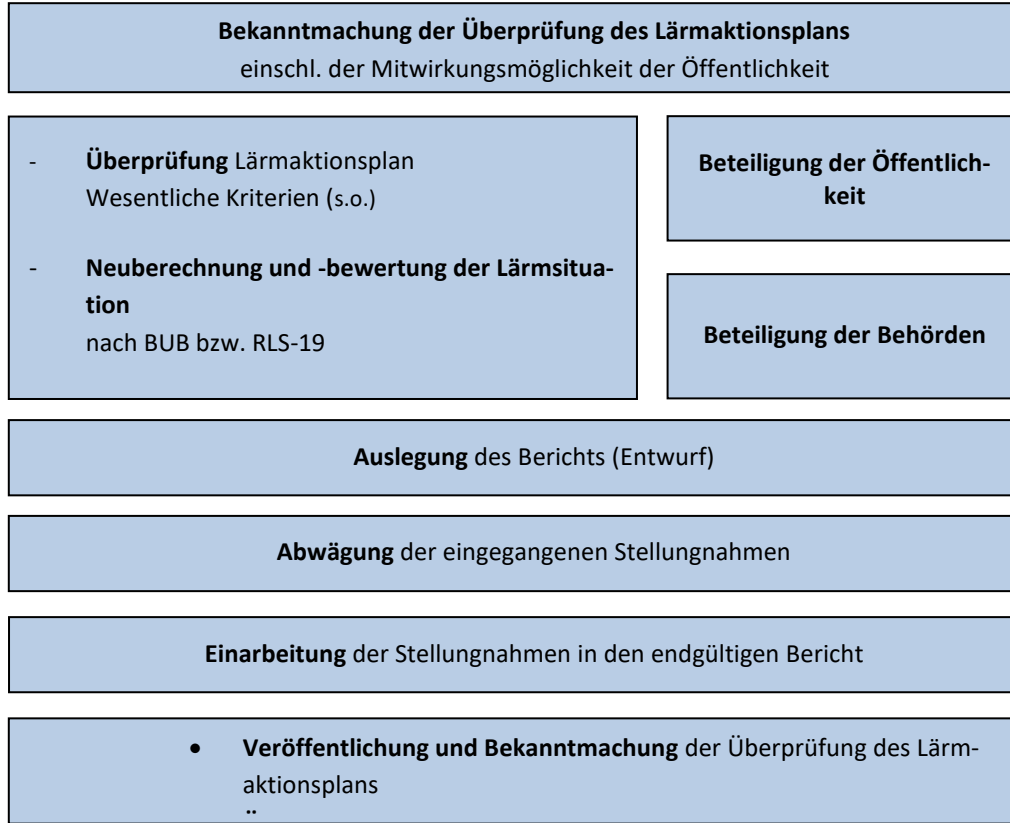 Bekanntmachung der Überprüfung des Lärmaktionsplans
einschl. der Mitwirkungsmöglichkeit der Öffentlichkeit
- Überprüfung Lärmaktionsplan
Wesentliche Kriterien (s.o.)
- Neuberechnung und -bewertung der Lärmsitua-
tion
nach BUB bzw. RLS-19
Beteiligung der Öffentlich-
keit
Beteiligung der Behörden
Auslegung des Berichts (Entwurf)
Abwägung der eingegangenen Stellungnahmen
Einarbeitung der Stellungnahmen in den endgültigen Bericht
• Veröffentlichung und Bekanntmachung der Überprüfung des Lärm-
aktionsplans